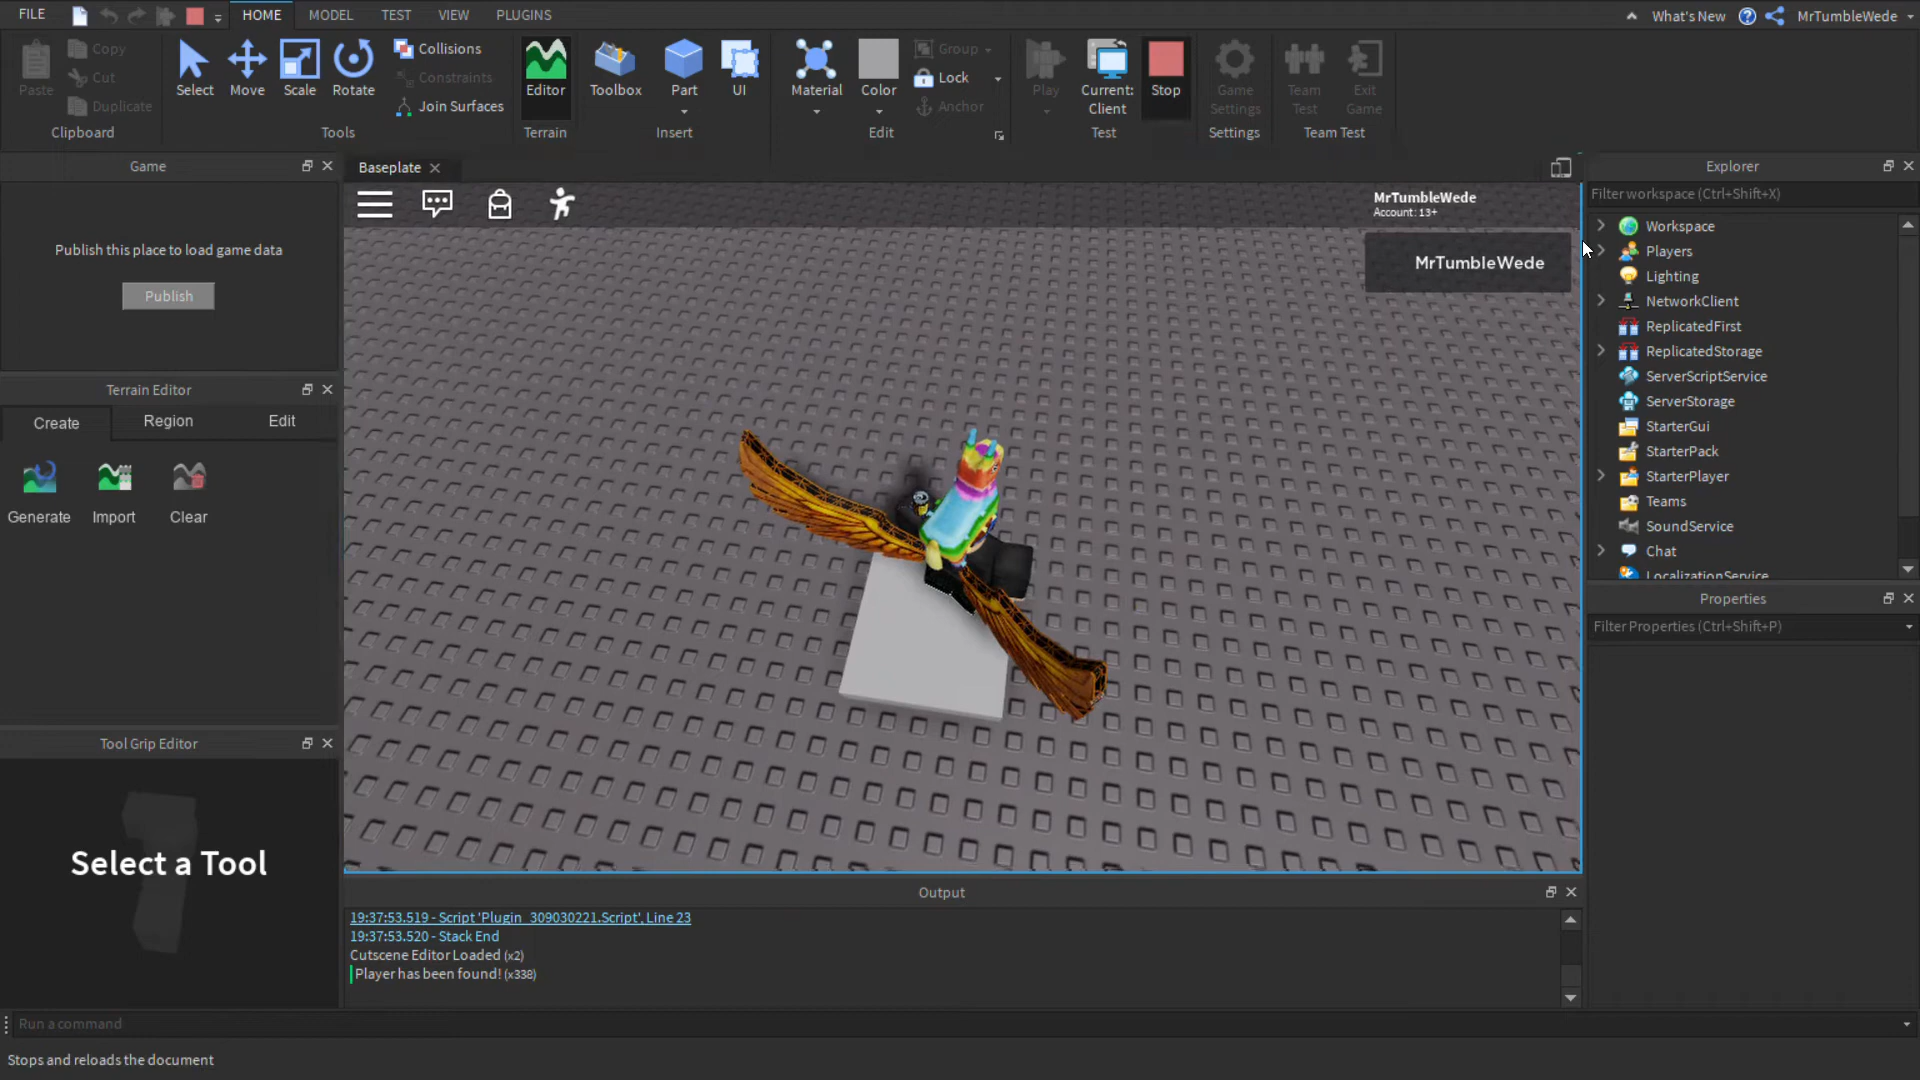 FILE
HOME
MODEL
TEST
VIEW
PLUGINS
What's New
MrTumbleWede
Paste
Copy
Cut
Duplicate
Clipboard
Select
Move
Scale
Rotate
Collisions
Constraints
Join Surfaces
Tools
Editor
Terrain
Toolbox
Part
UI
Insert
Material
Color
Group
Lock
Anchor
Edit
Play
Current:
Client
Stop
Test
Game
Settings
Settings
Team
Test
Exit
Game
Team Test
Game
Publish this place to load game data
Publish
Terrain Editor
Create
Region
Edit
Generate
Import
Clear
Tool Grip Editor
Select a Tool
Baseplate
MrTumbleWede
Account: 13+
MrTumbleWede
Output
19:37:53.519 - Script 'Plugin_309030221.Script', Line 23
19:37:53.520 - Stack End
Cutscene Editor Loaded (x2)
Player has been found! (x338)
Explorer
Filter workspace (Ctrl+Shift+X)
Workspace
Players
Lighting
NetworkClient
ReplicatedFirst
ReplicatedStorage
ServerScriptService
ServerStorage
StarterGui
StarterPack
StarterPlayer
Teams
SoundService
Chat
LocalizationService
Properties
Filter Properties (Ctrl+Shift+P)
Run a command
Stops and reloads the document